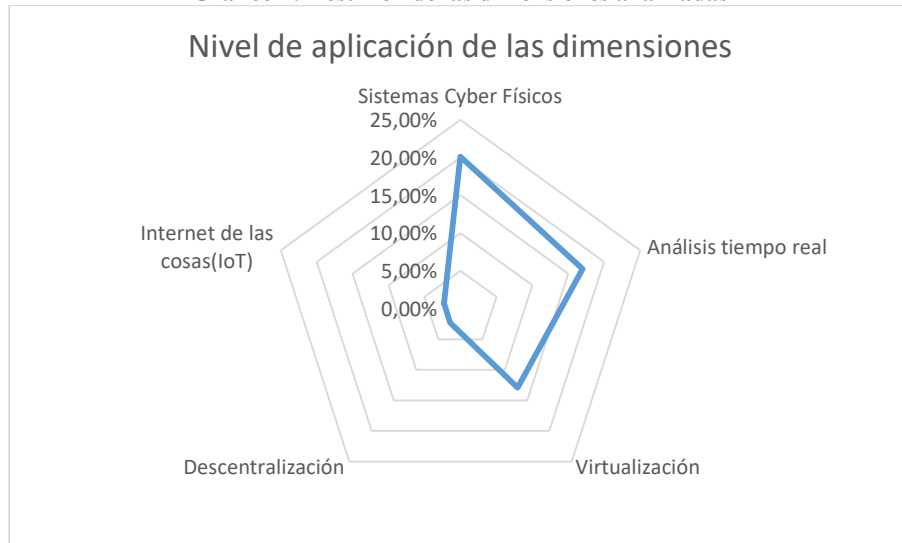 Nivel de aplicación de las dimensiones
Sistemas Cyber Físicos
25,00%
20,00%
15,00%
10,00%
5,00%
0,00%
Internet de las
cosas(IoT)
Análisis tiempo real
Descentralización
Virtualización